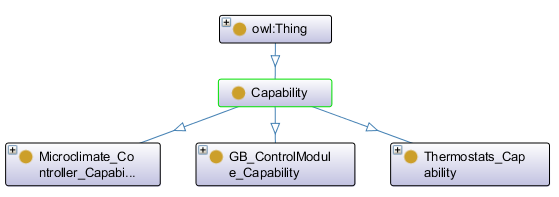 owl:Thing
Capability
Microclimate_Co
ntroller_Capabi...
GB_ControlModul
e_Capability
Thermostats_Cap
ability